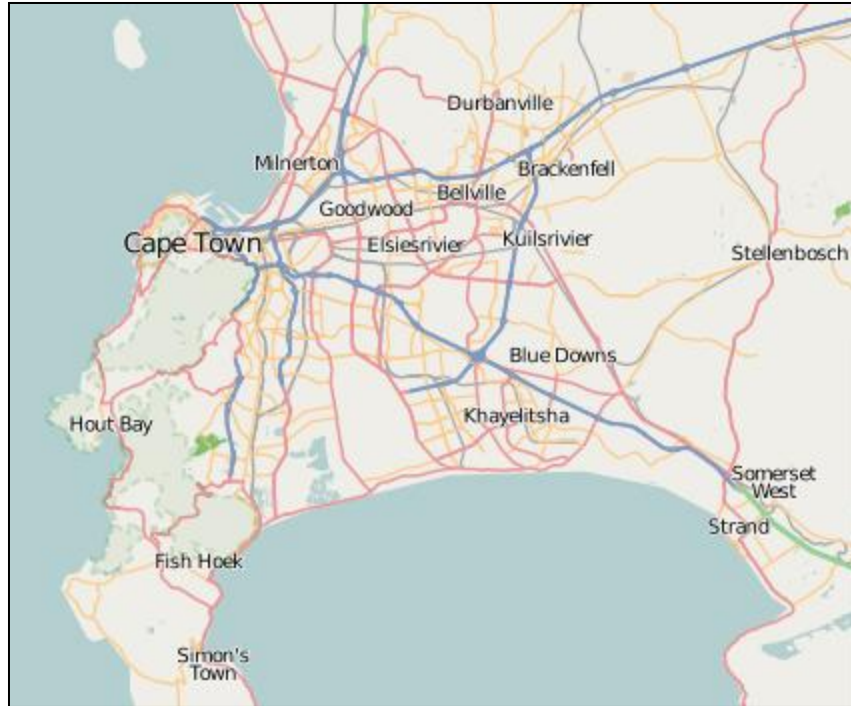 Durbanville
Milnerton
Brackenfell
Bellville
Goodwood
Cape Town
Elsiesrivier
Kuilsrivier
Stellenbosch
Blue Downs
Hout Bay
Khayelitsha
Somerset
West
Strand
Fish Hoek
Simon's
Town